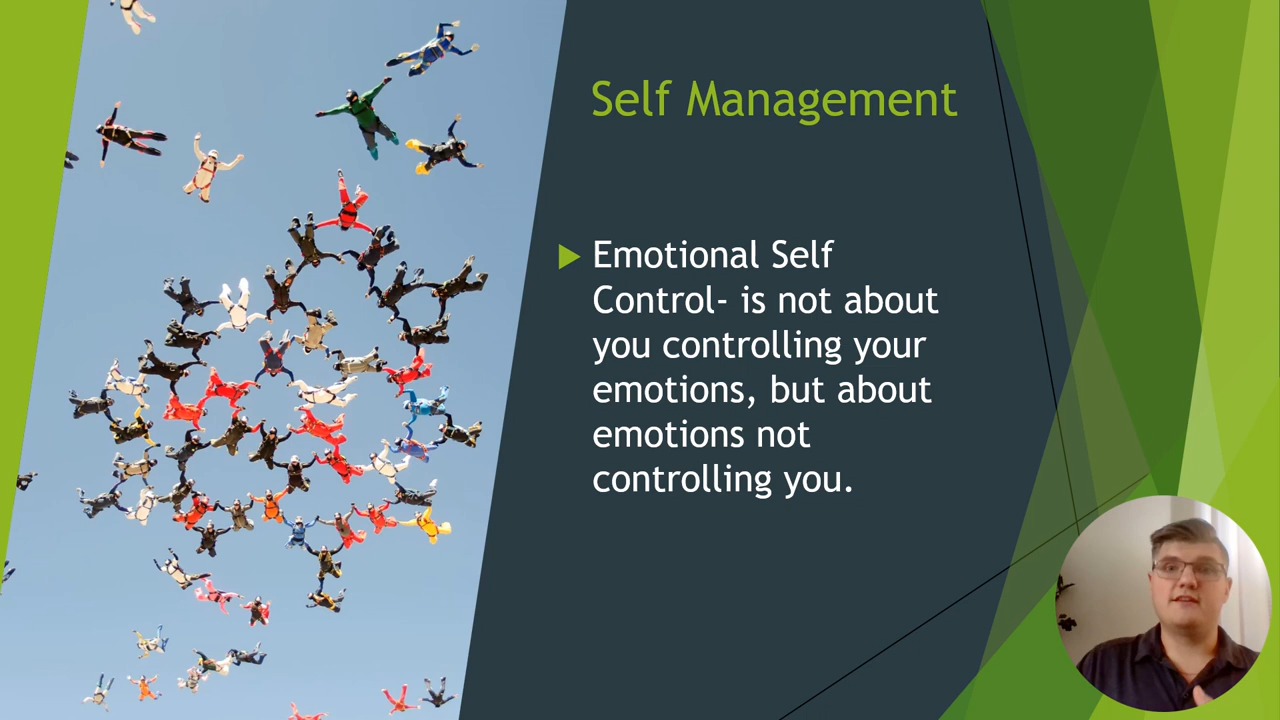 Self Management
Emotional Self
Control- is not about
you controlling your
emotions, but about
emotions not
controlling you.